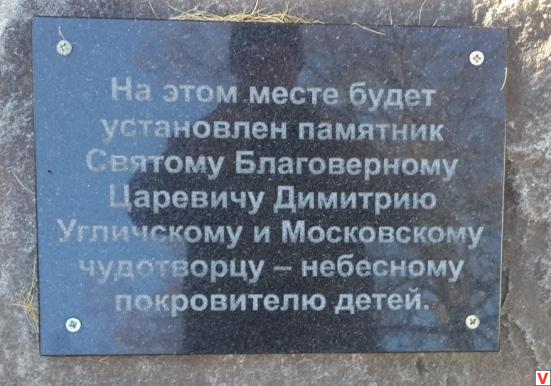 На этом месте будет
установлен памятник
Святому Благоверному
Царевичу Димитрию
Угличскому и Московскому
чудотворцу – небесному
покровителю детей.
V